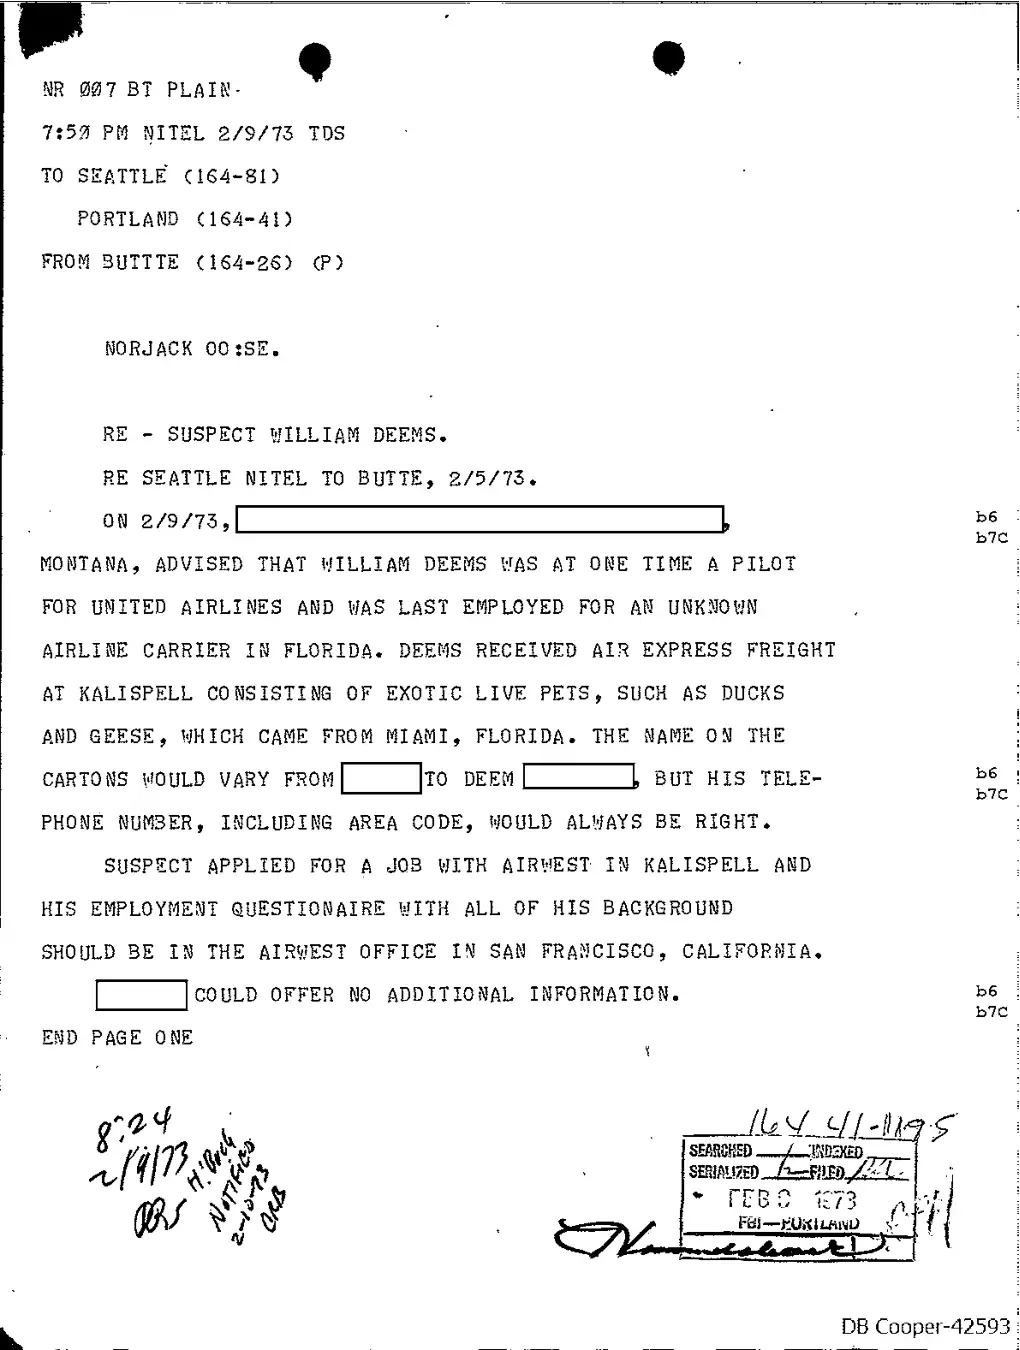 NR 007 BT PLAIN-
7:50 PM NITEL 2/9/73 TDS
TO SEATTLE (164-81)
PORTLAND (164-41)
FROM BUTTTE (164-26) (P)
NORJACK OO:SE.
RE - SUSPECT WILLIAM DEEMS.
RE SEATTLE NITEL TO BUTTE, 2/5/73.
ON 2/9/73, ,
b6
b7C
MONTANA, ADVISED THAT WILLIAM DEEMS WAS AT ONE TIME A PILOT
FOR UNITED AIRLINES AND WAS LAST EMPLOYED FOR AN UNKNOWN
AIRLINE CARRIER IN FLORIDA. DEEMS RECEIVED AIR EXPRESS FREIGHT
AT KALISPELL CONSISTING OF EXOTIC LIVE PETS, SUCH AS DUCKS
AND GEESE, WHICH CAME FROM MIAMI, FLORIDA. THE NAME ON THE
CARTONS WOULD VARY FROM TO DEEM , BUT HIS TELE-
b6
b7C
PHONE NUMBER, INCLUDING AREA CODE, WOULD ALWAYS BE RIGHT.
SUSPECT APPLIED FOR A JOB WITH AIRWEST IN KALISPELL AND
HIS EMPLOYMENT QUESTIONAIRE WITH ALL OF HIS BACKGROUND
SHOULD BE IN THE AIRWEST OFFICE IN SAN FRANCISCO, CALIFORNIA.
COULD OFFER NO ADDITIONAL INFORMATION.
b6
b7C
END PAGE ONE
8:24
2/9/73
NOTIFIED
2-10-73
CRB
164-41-1195
SEARCHED INDEXED
SERIALIZED FILED
FEB 1973
FBI—PORTLAND
DB Cooper-42593